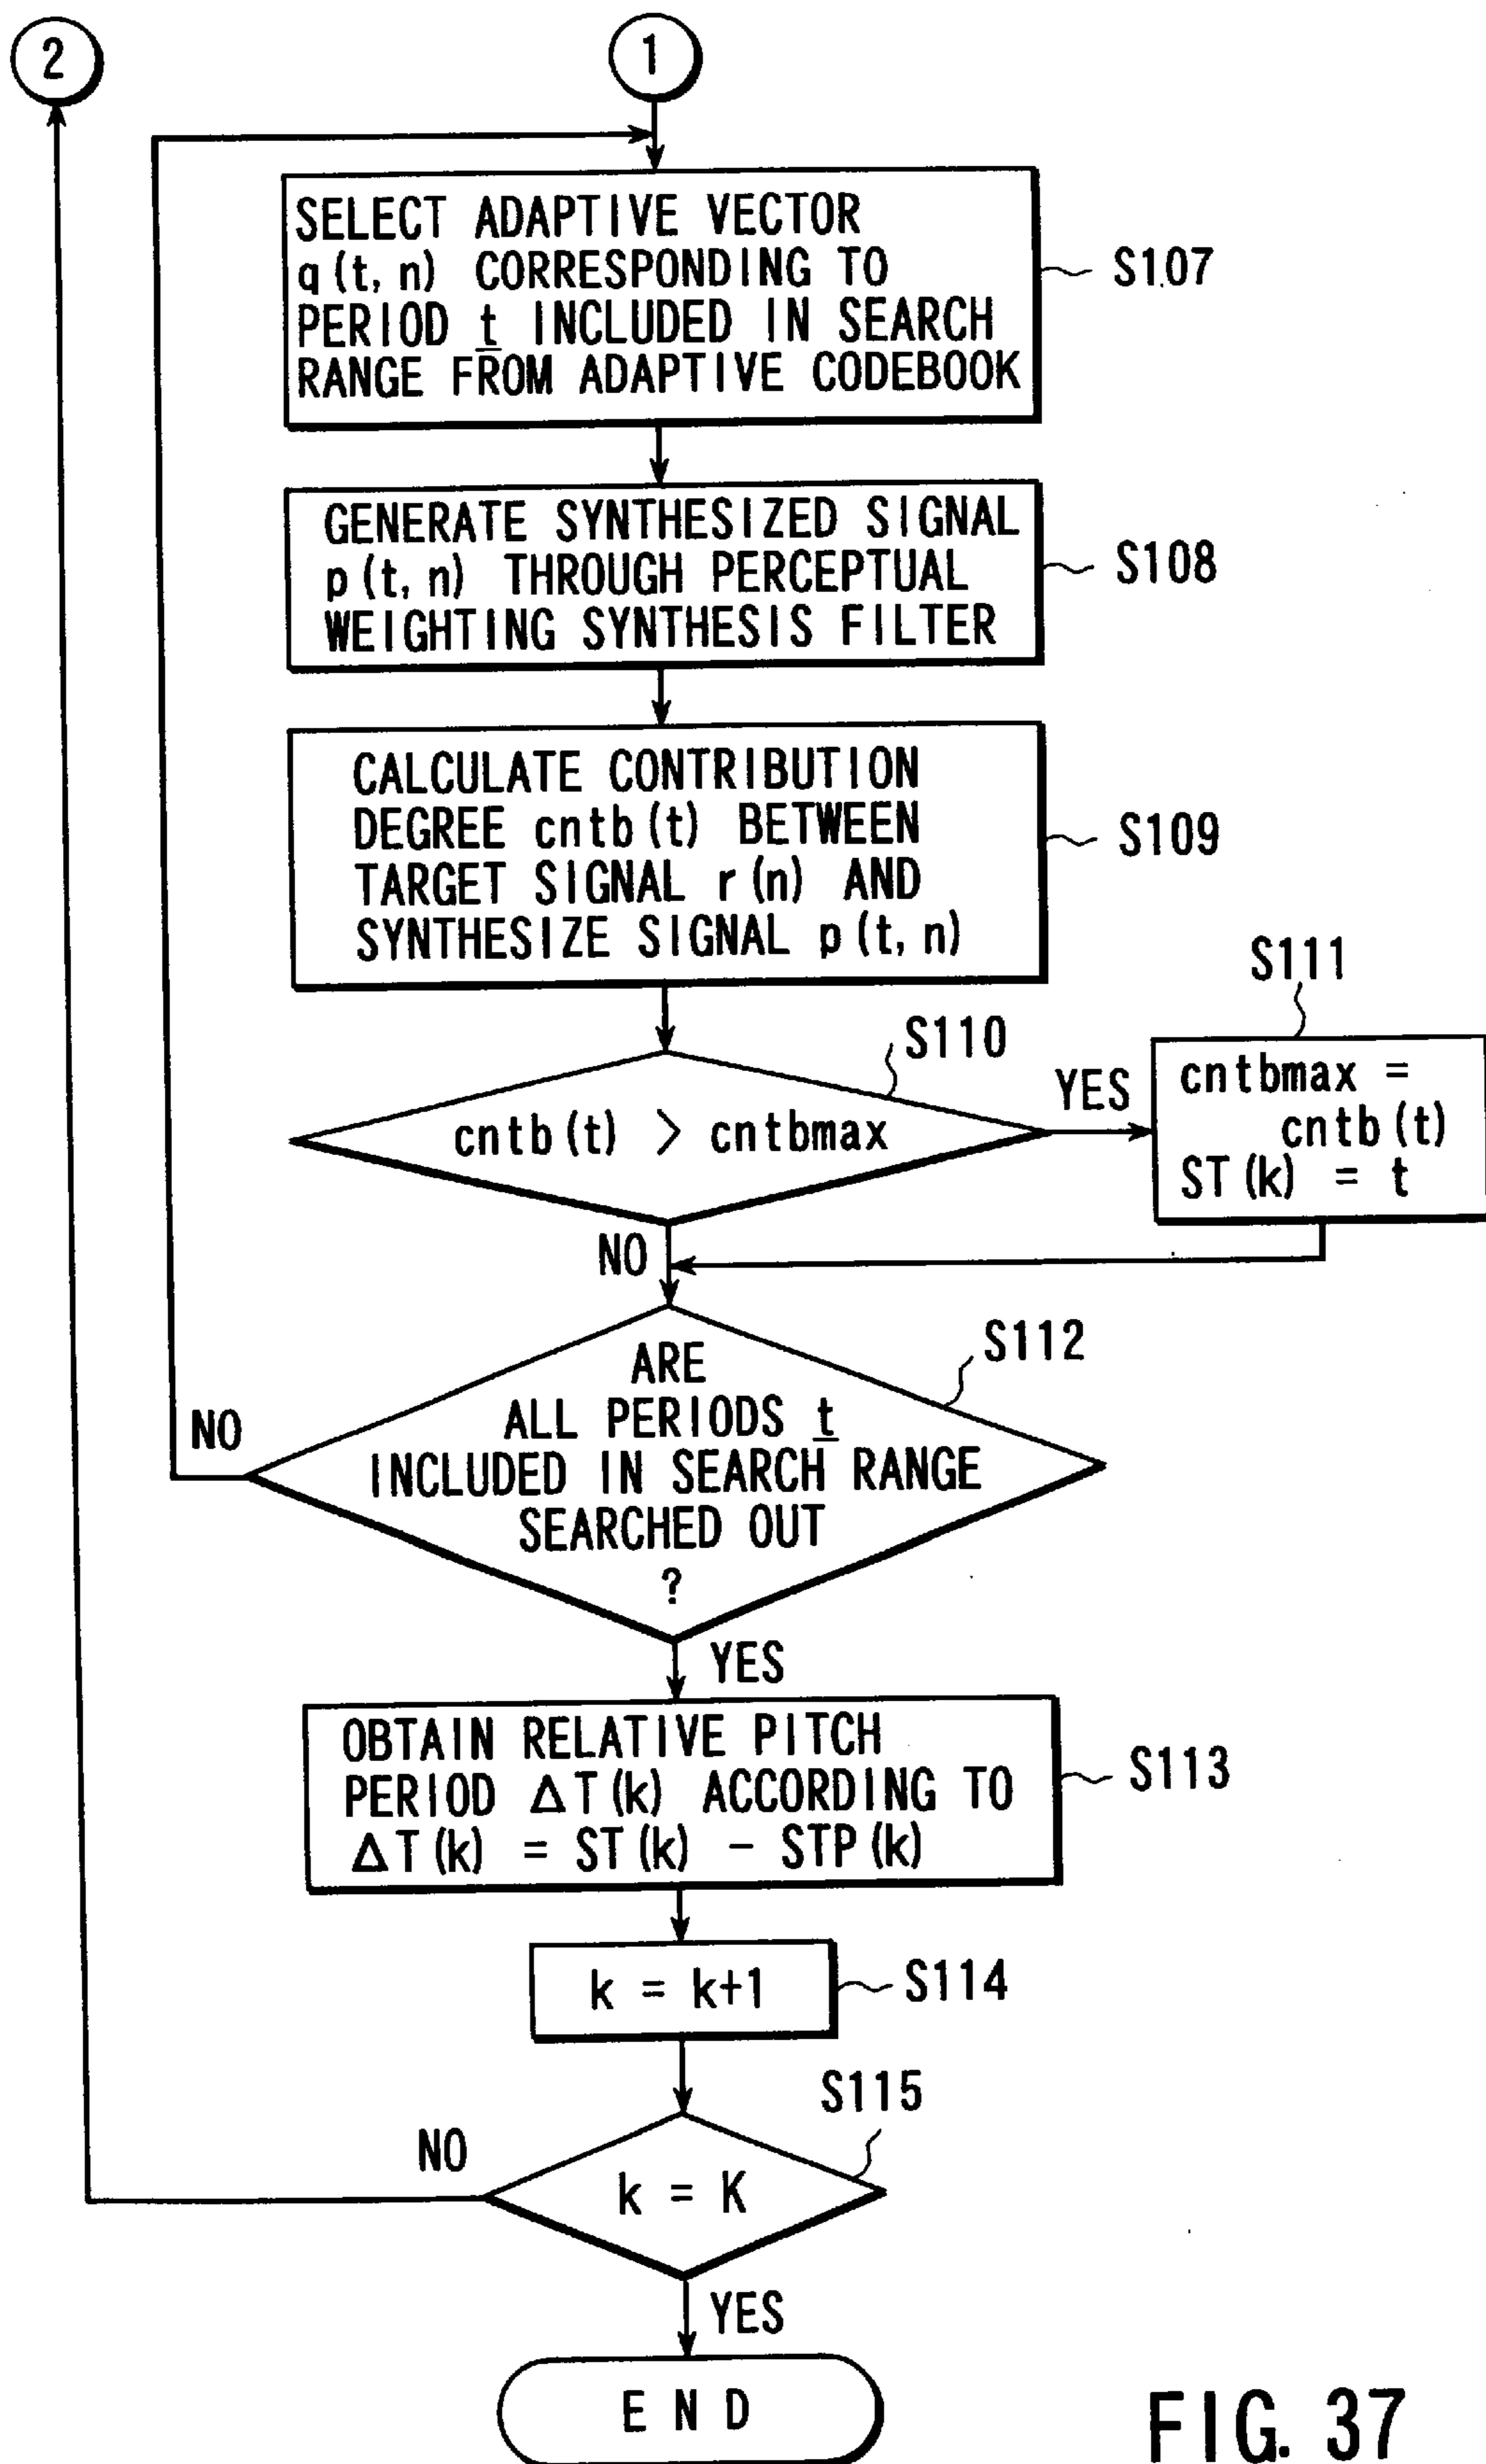 2
1
SELECT ADAPTIVE VECTOR
q(t,n) CORRESPONDING TO
PERIOD t INCLUDED IN SEARCH
RANGE FROM ADAPTIVE CODEBOOK
S107
GENERATE SYNTHESIZED SIGNAL
p(t,n) THROUGH PERCEPTUAL
WEIGHTING SYNTHESIS FILTER
S108
CALCULATE CONTRIBUTION
DEGREE cntb(t) BETWEEN
TARGET SIGNAL r(n) AND
SYNTHESIZE SIGNAL p(t,n)
S109
S110
cntb(t) > cntbmax
YES
S111
cntbmax =
cntb(t)
ST(k) = t
NO
S112
ARE
ALL PERIODS t
INCLUDED IN SEARCH RANGE
SEARCHED OUT
?
NO
YES
OBTAIN RELATIVE PITCH
PERIOD ΔT(k) ACCORDING TO
ΔT(k) = ST(k) - STP(k)
S113
k = k+1
S114
S115
k = K
NO
YES
END
FIG. 37